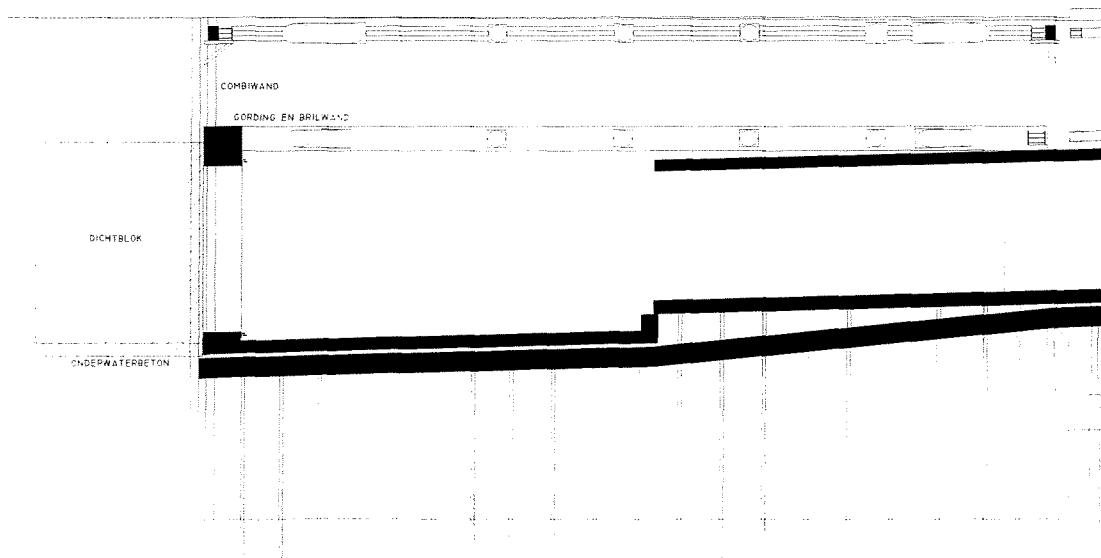 COMBIWAND
GORDING EN BRILWAND
DICHTBLOK
ONDERWATERBETON